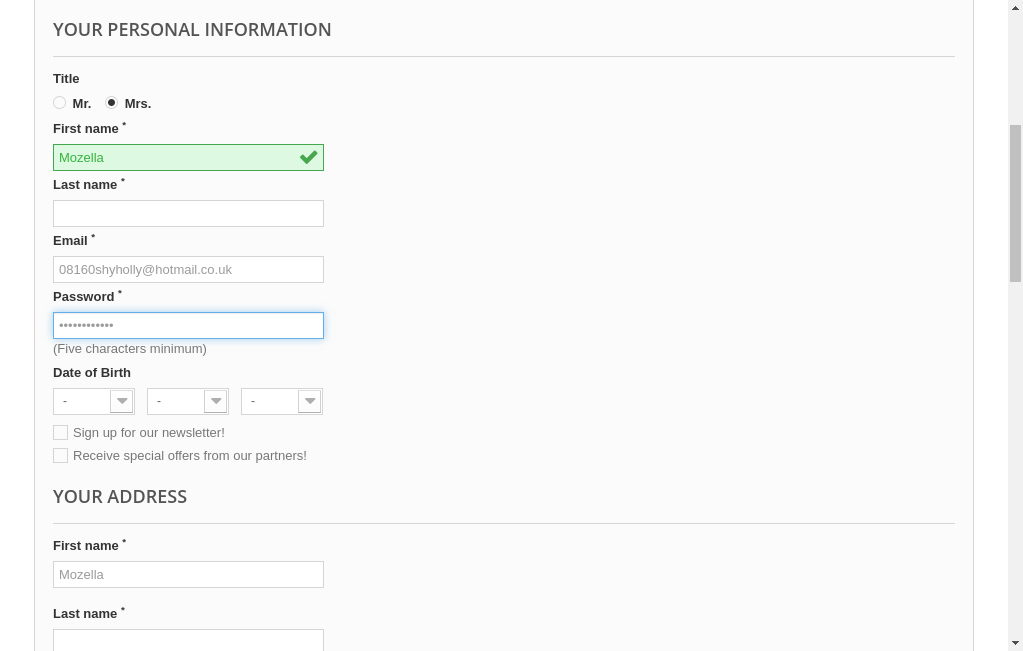 YOUR PERSONAL INFORMATION
Title
Mr. Mrs.
First name *
Mozella
Last name *
Email *
08160shyholly@hotmail.co.uk
Password *
••••••••••••
(Five characters minimum)
Date of Birth
- - -
Sign up for our newsletter!
Receive special offers from our partners!
YOUR ADDRESS
First name *
Mozella
Last name *